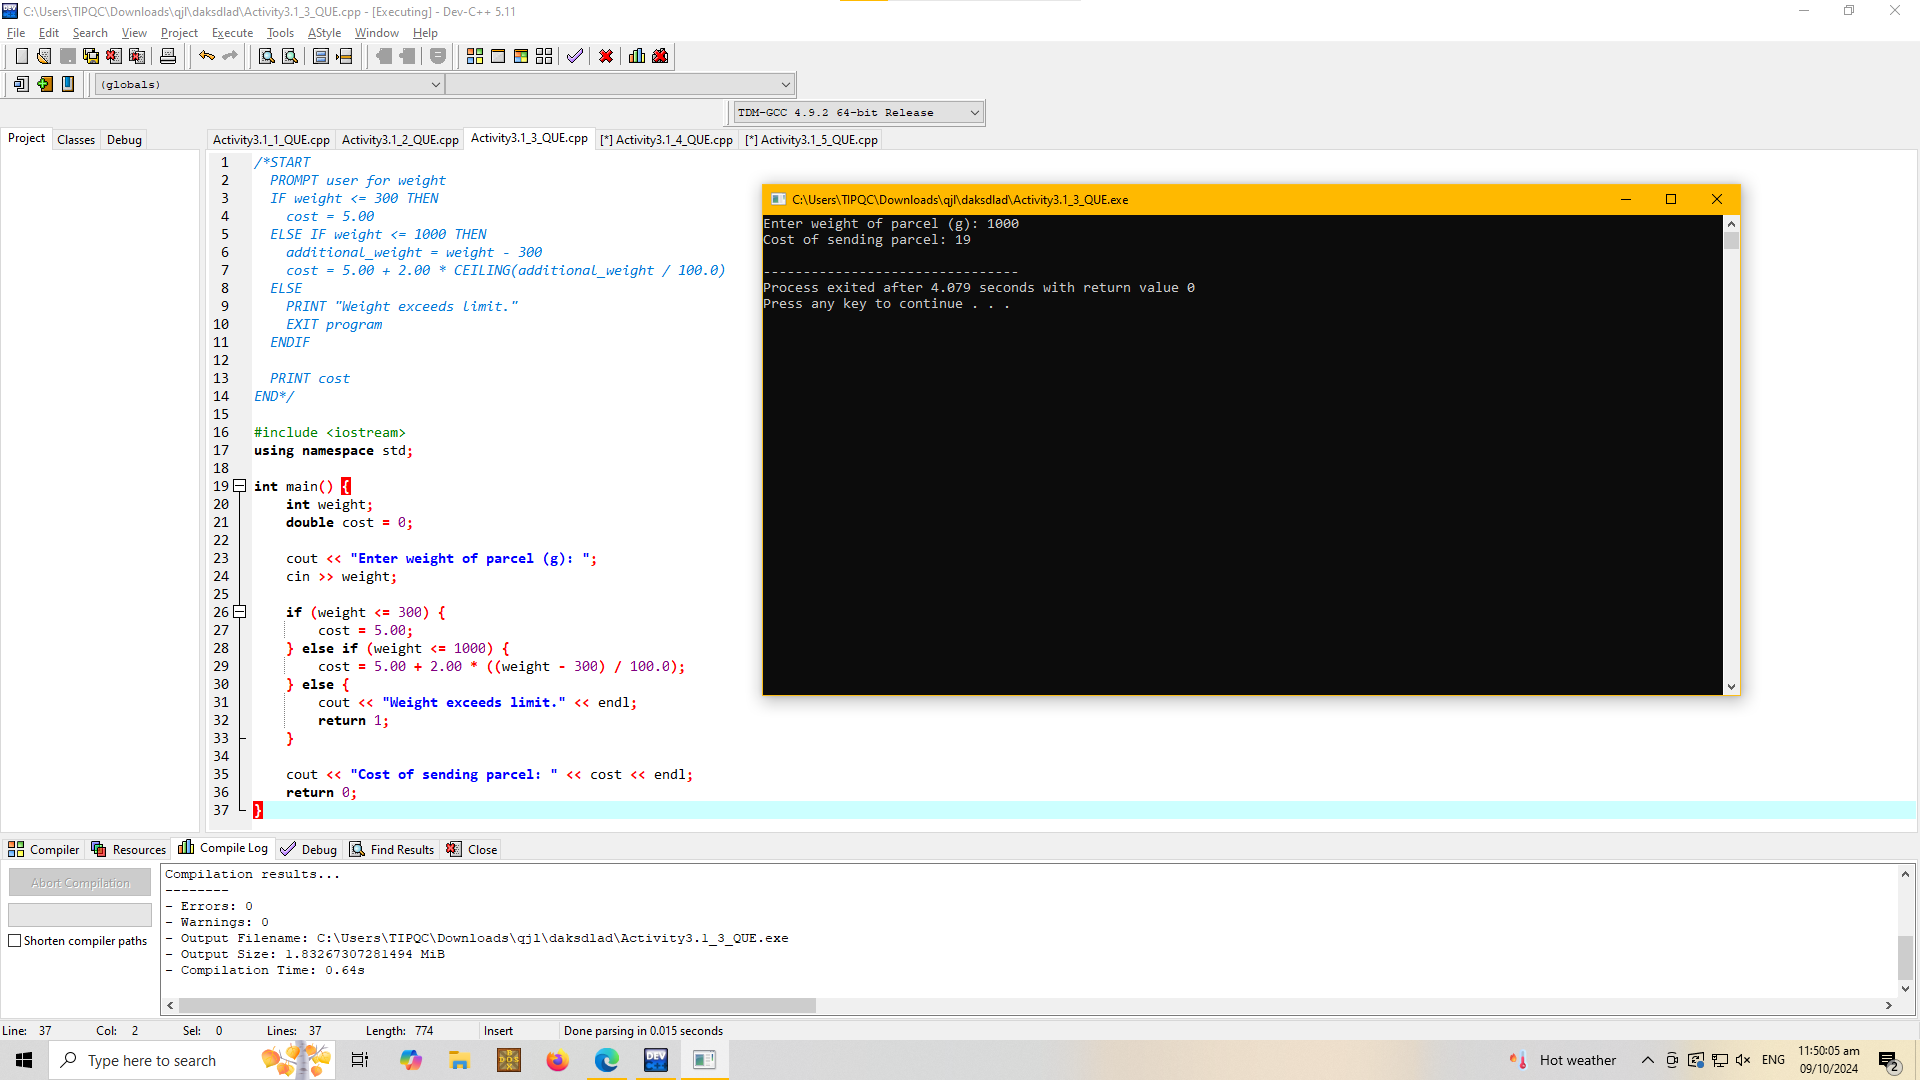 C:\Users\TIPQC\Downloads\qjl\daksdlad\Activity3.1_3_QUE.cpp - [Executing] - Dev-C++ 5.11
File Edit Search View Project Execute Tools AStyle Window Help
(globals)
TDM-GCC 4.9.2 64-bit Release
Project Classes Debug
Activity3.1_1_QUE.cpp Activity3.1_2_QUE.cpp Activity3.1_3_QUE.cpp [*] Activity3.1_4_QUE.cpp [*] Activity3.1_5_QUE.cpp
1 /*START
2 PROMPT user for weight
3 IF weight <= 300 THEN
4 cost = 5.00
5 ELSE IF weight <= 1000 THEN
6 additional_weight = weight - 300
7 cost = 5.00 + 2.00 * CEILING(additional_weight / 100.0)
8 ELSE
9 PRINT "Weight exceeds limit."
10 EXIT program
11 ENDIF
12
13 PRINT cost
14 END*/
15
16 #include <iostream>
17 using namespace std;
18
19 int main() {
20 int weight;
21 double cost = 0;
22
23 cout << "Enter weight of parcel (g): ";
24 cin >> weight;
25
26 if (weight <= 300) {
27 cost = 5.00;
28 } else if (weight <= 1000) {
29 cost = 5.00 + 2.00 * ((weight - 300) / 100.0);
30 } else {
31 cout << "Weight exceeds limit." << endl;
32 return 1;
33 }
34
35 cout << "Cost of sending parcel: " << cost << endl;
36 return 0;
37 }
C:\Users\TIPQC\Downloads\qjl\daksdlad\Activity3.1_3_QUE.exe
Enter weight of parcel (g): 1000
Cost of sending parcel: 19
--------------------------------
Process exited after 4.079 seconds with return value 0
Press any key to continue . . .
Compiler Resources Compile Log Debug Find Results Close
Abort Compilation
Shorten compiler paths
Compilation results...
--------
- Errors: 0
- Warnings: 0
- Output Filename: C:\Users\TIPQC\Downloads\qjl\daksdlad\Activity3.1_3_QUE.exe
- Output Size: 1.83267307281494 MiB
- Compilation Time: 0.64s
Line: 37 Col: 2 Sel: 0 Lines: 37 Length: 774 Insert Done parsing in 0.015 seconds
Type here to search
DEV
Hot weather
ENG
11:50:05 am
09/10/2024
2